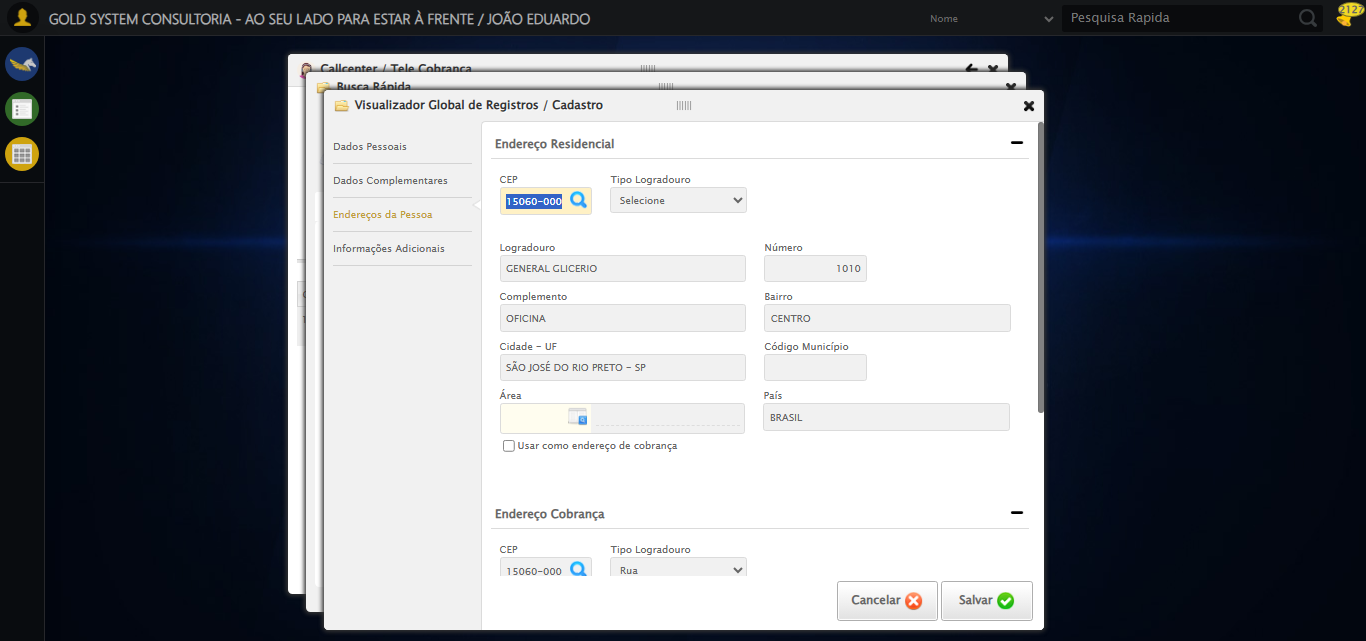 GOLD SYSTEM CONSULTORIA - AO SEU LADO PARA ESTAR À FRENTE / JOÃO EDUARDO
Nome
Pesquisa Rapida
2127
Callcenter / Tele Cobrança
Busca Rápida
Visualizador Global de Registros / Cadastro
Dados Pessoais
Dados Complementares
Endereços da Pessoa
Informações Adicionais
Endereço Residencial
CEP
Tipo Logradouro
15060-000
Selecione
Logradouro
Número
GENERAL GLICERIO
1010
Complemento
Bairro
OFICINA
CENTRO
Cidade - UF
Código Município
SÃO JOSÉ DO RIO PRETO - SP
Área
País
BRASIL
Usar como endereço de cobrança
Endereço Cobrança
CEP
Tipo Logradouro
15060-000
Rua
Cancelar
Salvar